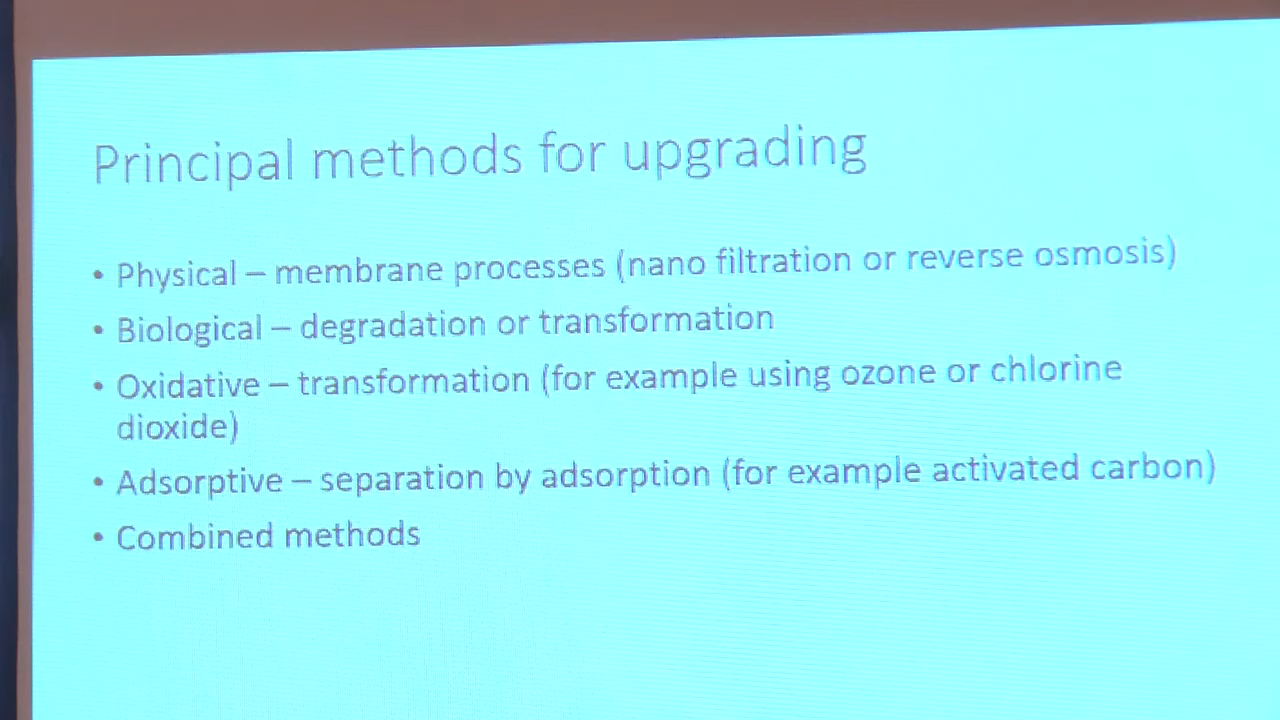 Principal methods for upgrading
• Physical – membrane processes (nano filtration or reverse osmosis)
• Biological – degradation or transformation
• Oxidative – transformation (for example using ozone or chlorine
dioxide)
• Adsorptive – separation by adsorption (for example activated carbon)
• Combined methods